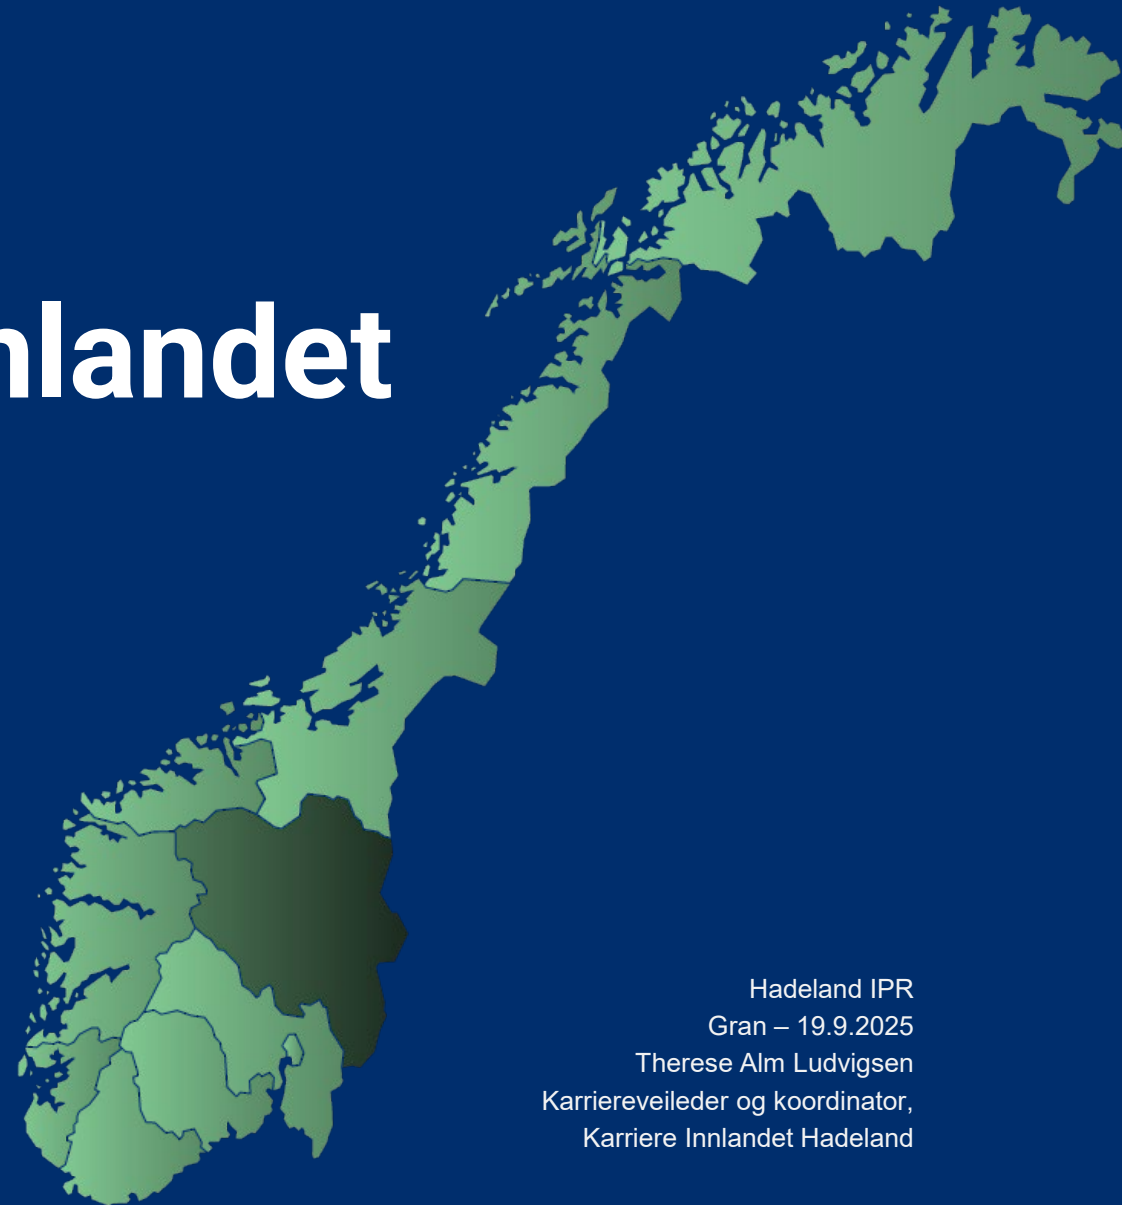 nlandet
Hadeland IPR
Gran – 19.9.2025
Therese Alm Ludvigsen
Karriereveileder og koordinator,
Karriere Innlandet Hadeland